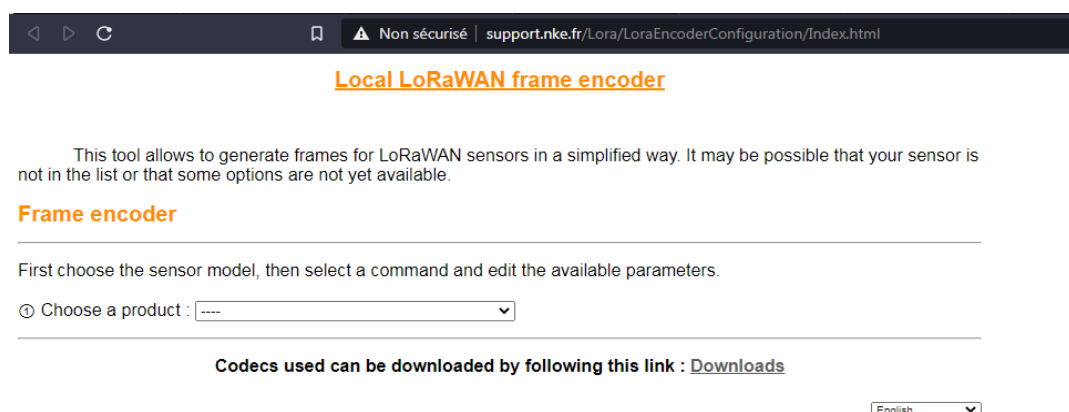 Non sécurisé | support.nke.fr/Lora/LoraEncoderConfiguration/Index.html
Local LoRaWAN frame encoder
This tool allows to generate frames for LoRaWAN sensors in a simplified way. It may be possible that your sensor is
not in the list or that some options are not yet available.
Frame encoder
First choose the sensor model, then select a command and edit the available parameters.
① Choose a product : ----
Codecs used can be downloaded by following this link : Downloads
English